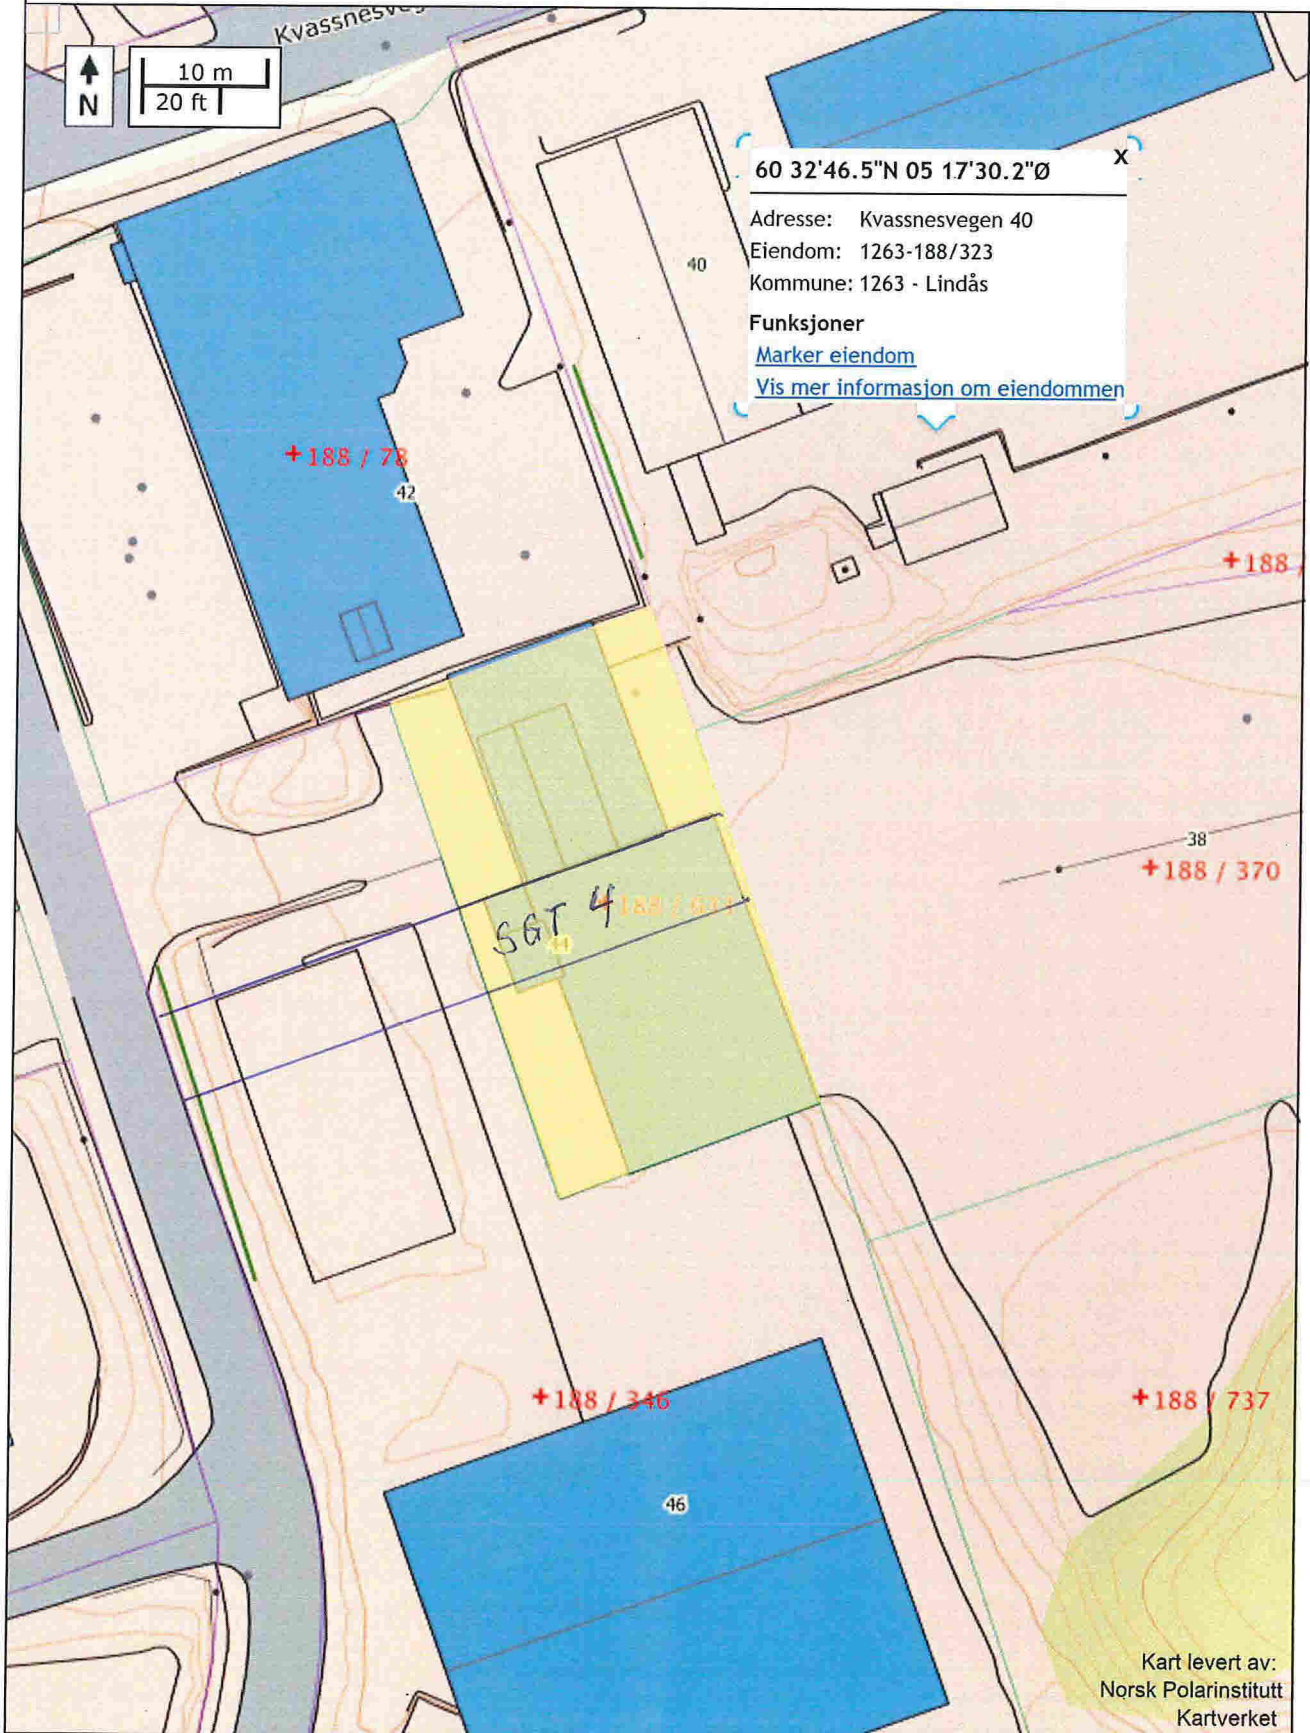 Kvassnesveg
10 m
20 ft
N
60 32'46.5"N 05 17'30.2"Ø
X
Adresse: Kvassnesvegen 40
Eiendom: 1263-188/323
Kommune: 1263 - Lindås
Funksjoner
Marker eiendom
Vis mer informasjon om eiendommen
40
+188 / 78
42
+188 /
38
+188 / 370
SGT 4
44
+188 / 346
+188 / 737
46
Kart levert av:
Norsk Polarinstitutt
Kartverket